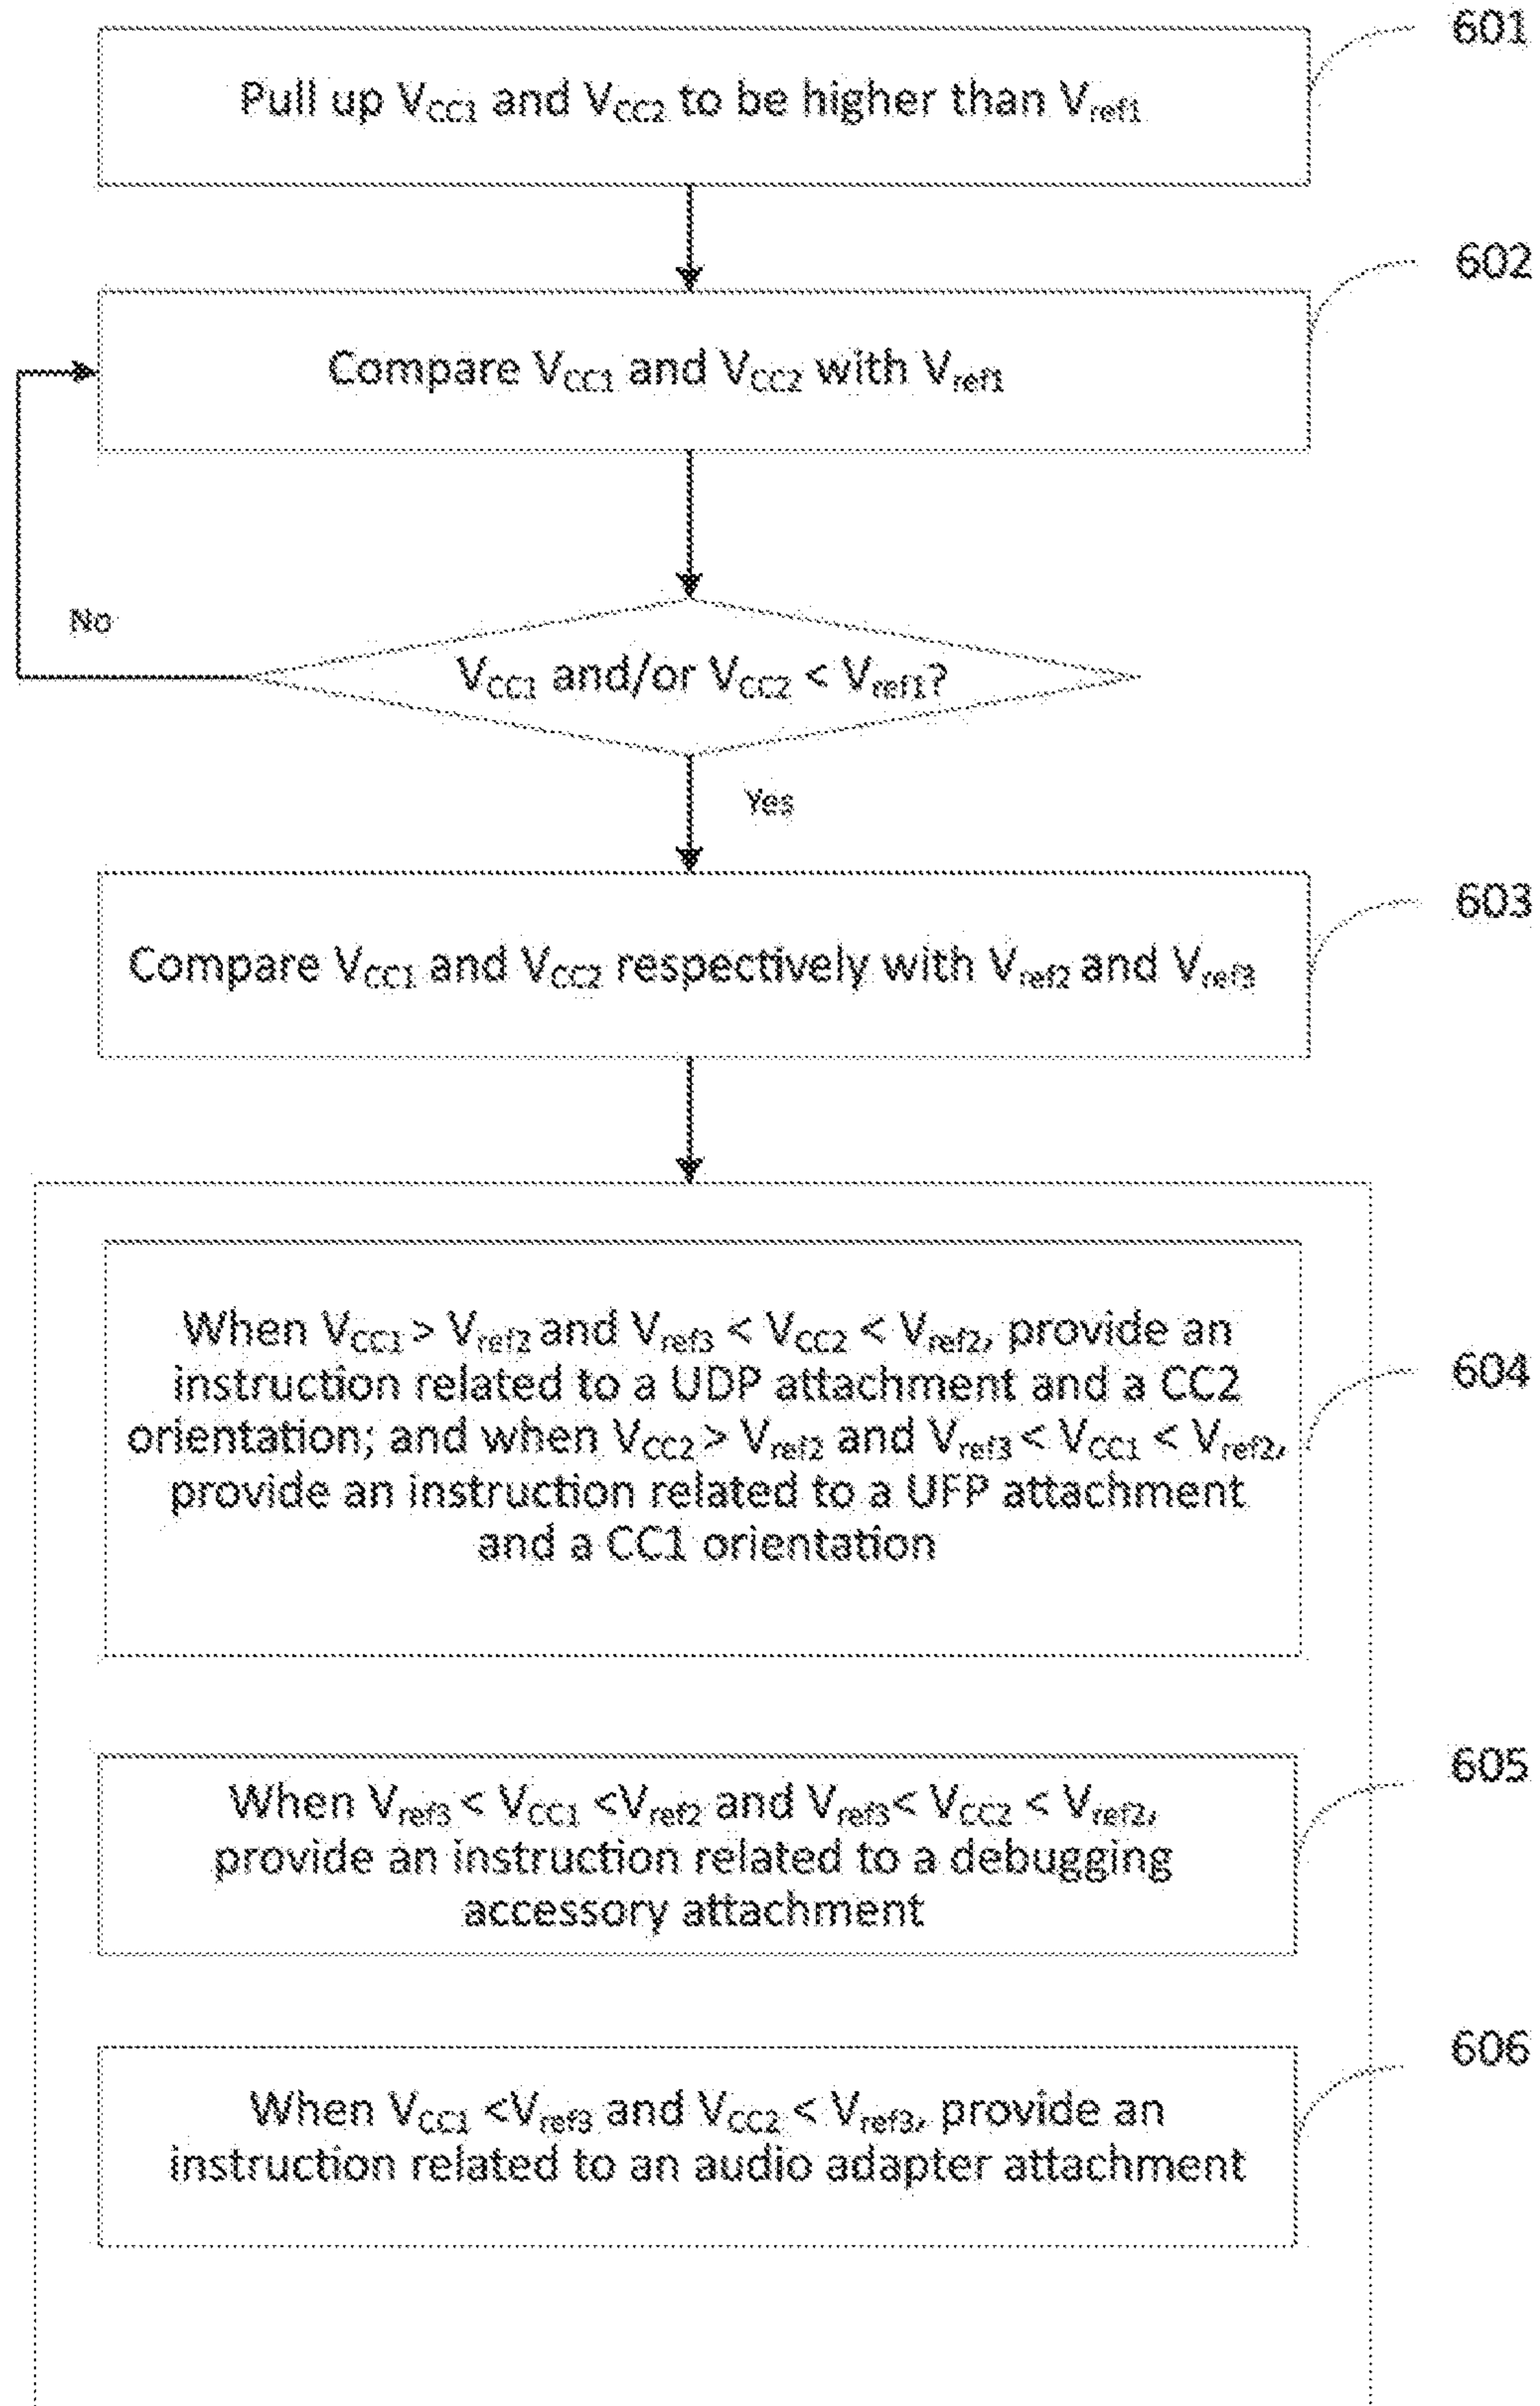 601
Pull up VCC1 and VCC2 to be higher than Vref1
602
Compare VCC1 and VCC2 with Vref1
No
VCC1 and/or VCC2 < Vref1?
Yes
603
Compare VCC1 and VCC2 respectively with Vref2 and Vref3
When VCC1 > Vref2 and Vref3 < VCC2 < Vref2, provide an
instruction related to a UDP attachment and a CC2
orientation; and when VCC2 > Vref2 and Vref3 < VCC1 < Vref2,
provide an instruction related to a UFP attachment
and a CC1 orientation
604
605
When Vref3 < VCC1 <Vref2 and Vref3< VCC2 < Vref2,
provide an instruction related to a debugging
accessory attachment
606
When VCC1 <Vref3 and VCC2 < Vref3, provide an
instruction related to an audio adapter attachment